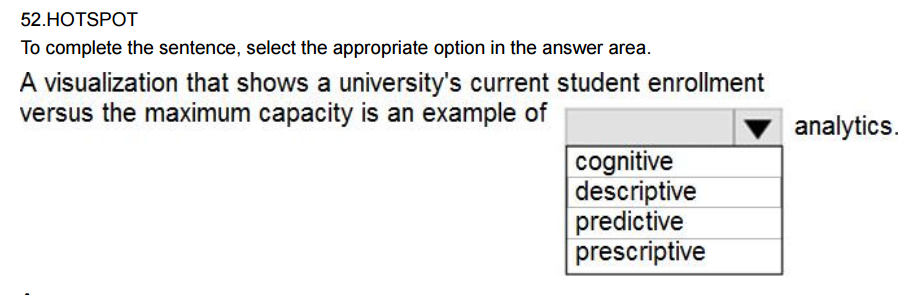 52.HOTSPOT
To complete the sentence, select the appropriate option in the answer area.
A visualization that shows a university's current student enrollment
versus the maximum capacity is an example of
analytics.
cognitive
descriptive
predictive
prescriptive